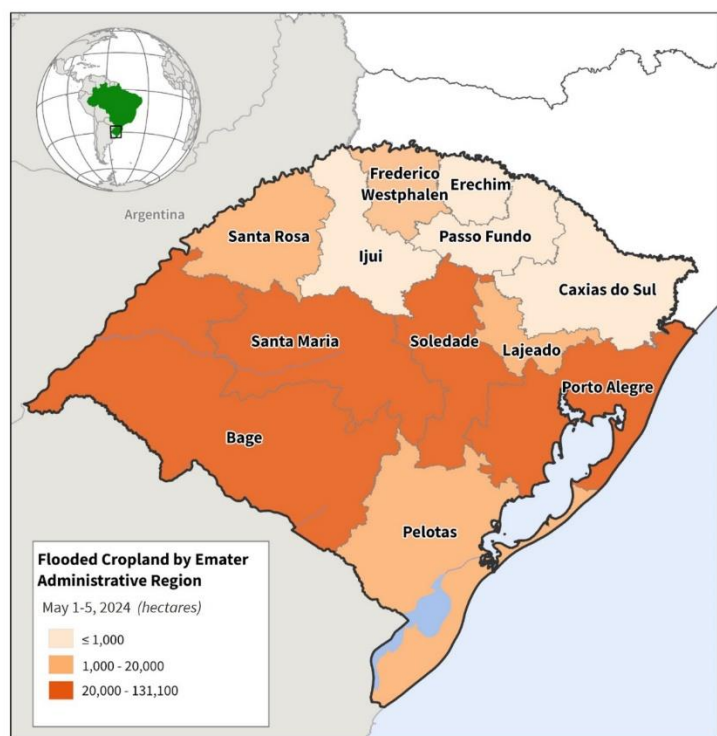 Argentina
Frederico
Westphalen
Erechim
Santa Rosa
Ijui
Passo Fundo
Caxias do Sul
Santa Maria
Soledade
Lajeado
Porto Alegre
Bage
Pelotas
Flooded Cropland by Emater
Administrative Region
May 1-5, 2024 (hectares)
≤ 1,000
1,000 - 20,000
20,000 - 131,100